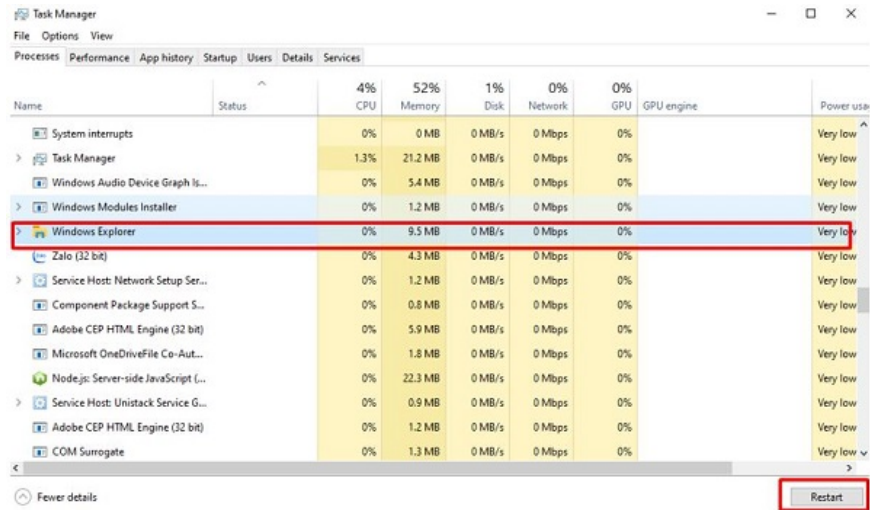 Task Manager
File Options View
Processes Performance App history Startup Users Details Services
4% 52% 1% 0% 0%
Name Status CPU Memory Disk Network GPU GPU engine Power usa
System interrupts 0% 0 MB 0 MB/s 0 Mbps 0% Very low
Task Manager 1.3% 21.2 MB 0 MB/s 0 Mbps 0% Very low
Windows Audio Device Graph Is... 0% 5.4 MB 0 MB/s 0 Mbps 0% Very low
Windows Modules Installer 0% 1.2 MB 0 MB/s 0 Mbps 0% Very low
Windows Explorer 0% 9.5 MB 0 MB/s 0 Mbps 0% Very low
Zalo (32 bit) 0% 4.3 MB 0 MB/s 0 Mbps 0% Very low
Service Host: Network Setup Ser... 0% 1.2 MB 0 MB/s 0 Mbps 0% Very low
Component Package Support S... 0% 0.8 MB 0 MB/s 0 Mbps 0% Very low
Adobe CEP HTML Engine (32 bit) 0% 5.9 MB 0 MB/s 0 Mbps 0% Very low
Microsoft OneDriveFile Co-Aut... 0% 1.8 MB 0 MB/s 0 Mbps 0% Very low
Node.js: Server-side JavaScript (... 0% 22.3 MB 0 MB/s 0 Mbps 0% Very low
Service Host: Unistack Service G... 0% 0.9 MB 0 MB/s 0 Mbps 0% Very low
Adobe CEP HTML Engine (32 bit) 0% 1.2 MB 0 MB/s 0 Mbps 0% Very low
COM Surrogate 0% 1.3 MB 0 MB/s 0 Mbps 0% Very low
Fewer details Restart